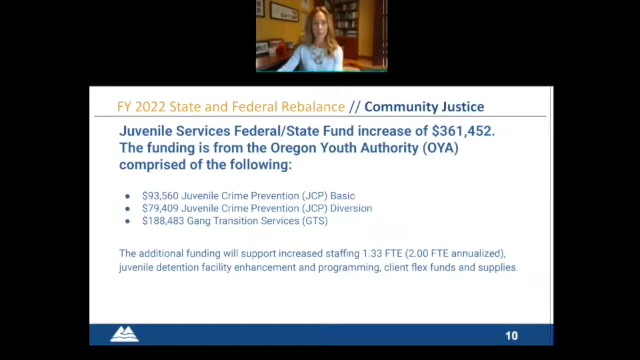 FY 2022 State and Federal Rebalance // Community Justice
Juvenile Services Federal/State Fund increase of $361,452.
The funding is from the Oregon Youth Authority (OYA)
comprised of the following:
• $93,560 Juvenile Crime Prevention (JCP) Basic
• $79,409 Juvenile Crime Prevention (JCP) Diversion
• $188,483 Gang Transition Services (GTS)
The additional funding will support increased staffing 1.33 FTE (2.00 FTE annualized),
juvenile detention facility enhancement and programming, client flex funds and supplies.
10